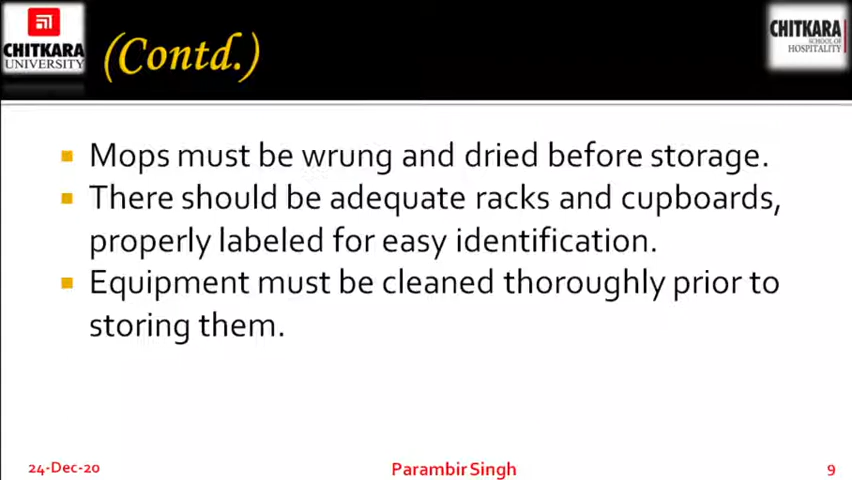 CHITKARA
UNIVERSITY
(Contd.)
CHITKARA
SCHOOL OF
HOSPITALITY
▪ Mops must be wrung and dried before storage.
▪ There should be adequate racks and cupboards,
properly labeled for easy identification.
▪ Equipment must be cleaned thoroughly prior to
storing them.
24-Dec-20
Parambir Singh
9